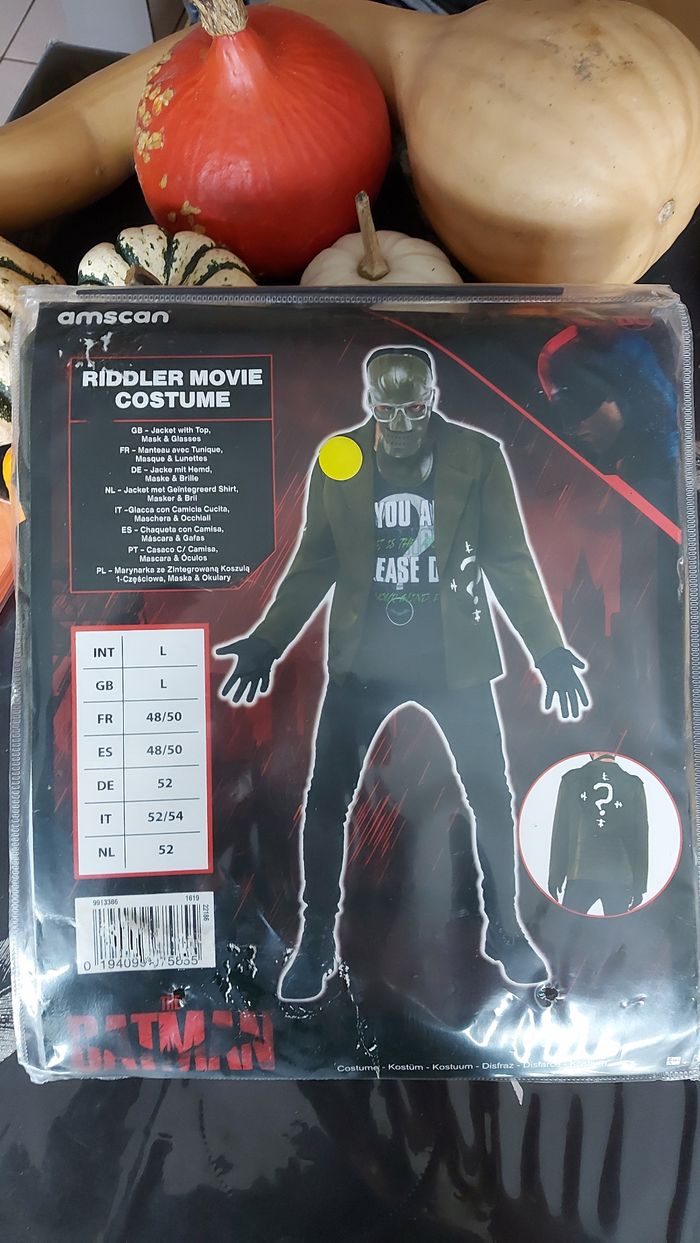 amscan
RIDDLER MOVIE
COSTUME
GB - Jacket with Top,
Mask & Glasses
FR - Manteau avec Tunique,
Masque & Lunettes
DE - Jacke mit Hemd,
Maske & Brille
NL - Jacket met Geïntegreerd Shirt,
Masker & Bril
IT - Giacca con Camicia Cucita,
Maschera & Occhiali
ES - Chaqueta con Camisa,
Máscara & Gafas
PT - Casaco C/ Camisa,
Mascara & Óculos
PL - Marynarka ze Zintegrowaną Koszulą
1-Częściowa, Maska & Okulary
YOU A
EASE L
?
INT L
GB L
FR 48/50
ES 48/50
DE 52
IT 52/54
NL 52
?
9913386 1619
22186
THE
BATMAN
Costume - Kostüm - Kostuum - Disfraz -